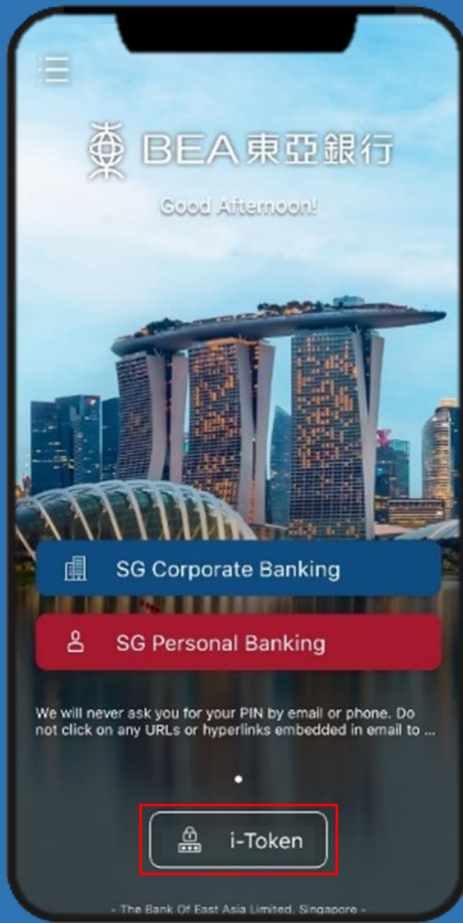 BEA東亞銀行
Good Afternoon!
SG Corporate Banking
SG Personal Banking
We will never ask you for your PIN by email or phone. Do
not click on any URLs or hyperlinks embedded in email to ...
i-Token
- The Bank Of East Asia Limited, Singapore -